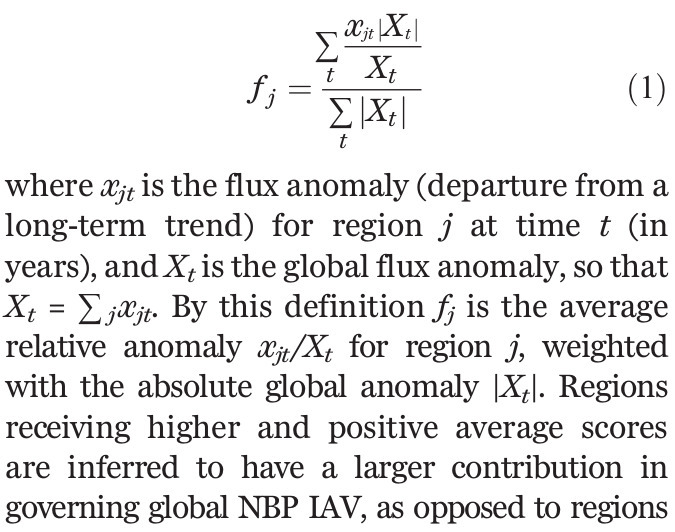 f_j = \frac{\sum_t \frac{x_{jt}|X_t|}{X_t}}{\sum_t |X_t|} (1)
where x_{jt} is the flux anomaly (departure from a
long-term trend) for region j at time t (in
years), and X_t is the global flux anomaly, so that
X_t = ∑_j x_{jt}. By this definition f_j is the average
relative anomaly x_{jt}/X_t for region j, weighted
with the absolute global anomaly |X_t|. Regions
receiving higher and positive average scores
are inferred to have a larger contribution in
governing global NBP IAV, as opposed to regions